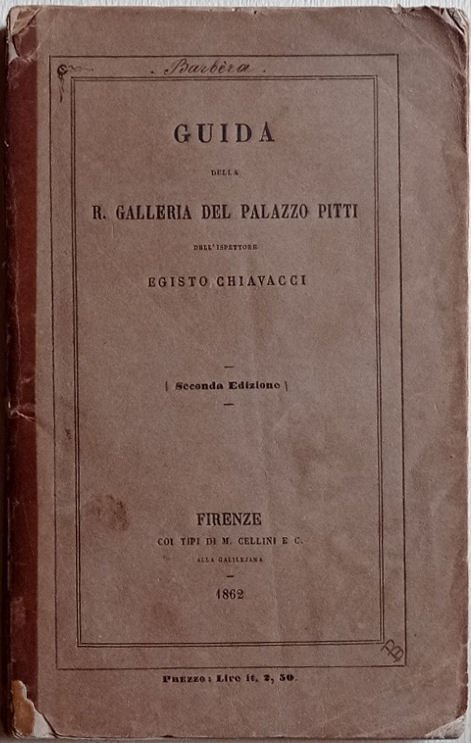 . Barbèra .
GUIDA
DELLA
R. GALLERIA DEL PALAZZO PITTI
DELL'ISPETTORE
EGISTO CHIAVACCI
Seconda Edizione
FIRENZE
COI TIPI DI M. CELLINI E C.
ALLA GALILEJANA
1862
PREZZO: Lire it. 2, 50.